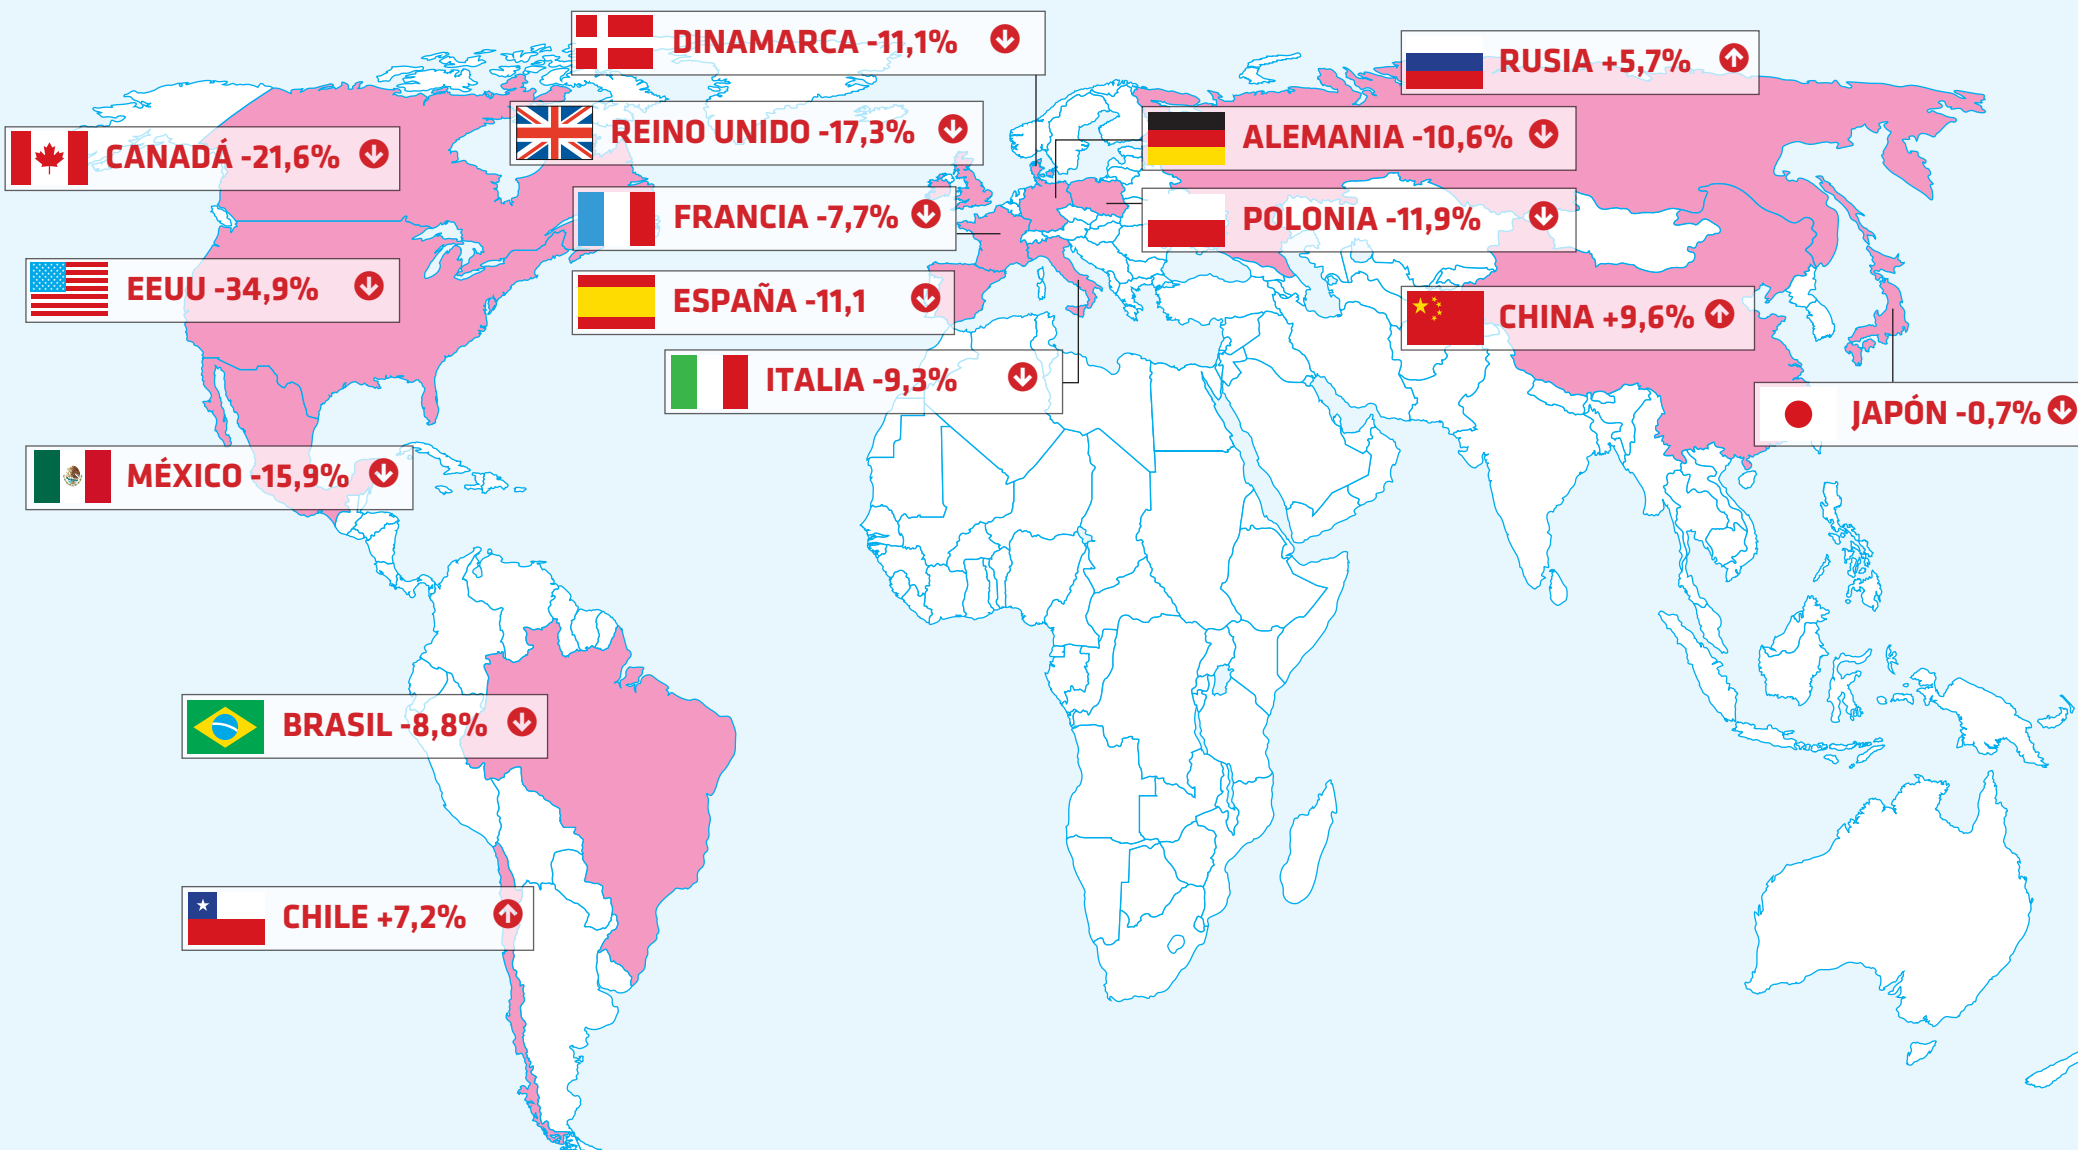 DINAMARCA -11,1%
RUSIA +5,7%
REINO UNIDO -17,3%
ALEMANIA -10,6%
CANADÁ -21,6%
FRANCIA -7,7%
POLONIA -11,9%
EEUU -34,9%
ESPAÑA -11,1
CHINA +9,6%
ITALIA -9,3%
JAPÓN -0,7%
MÉXICO -15,9%
BRASIL -8,8%
CHILE +7,2%